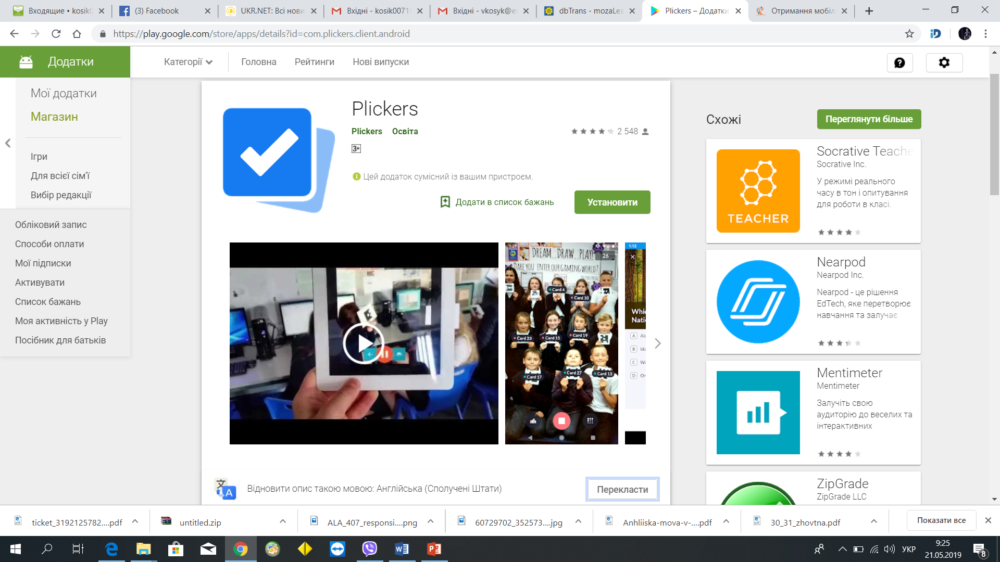 Входящие • kosik0
(3) Facebook
UKR.NET: Всі нови
Вхідні - kosik0071
Вхідні - vkosyk@e
dbTrans - mozaLea
Plickers – Додатки
Отримання мобіл
https://play.google.com/store/apps/details?id=com.plickers.client.android
Додатки
Категорії
Головна
Рейтинги
Нові випуски
Мої додатки
Магазин
Ігри
Для всієї сім’ї
Вибір редакції
Обліковий запис
Способи оплати
Мої підписки
Активувати
Список бажань
Моя активність у Play
Посібник для батьків
Plickers
Plickers Освіта
2 548
3+
Цей додаток сумісний із вашим пристроєм.
Додати в список бажань
Установити
1:29
26
DREAM..DRAW..PLAY!
DARE YOU ENTER OUR GAMING WORLD?
Card 4
Card 10
Card 23
Card 15
Card 19
Card 17
Card 27
Card 13
1:12
Whi
Nati
A Ala
B Ida
C W
D Or
Відновити опис такою мовою: Англійська (Сполучені Штати)
Перекласти
Схожі
Переглянути більше
TEACHER
Socrative Teache
Socrative Inc.
У режимі реального
часу в тон і опитування
для роботи в класі.
Nearpod
Nearpod Inc.
Nearpod - це рішення
EdTech, яке перетворює
навчання та залучає
Mentimeter
Mentimeter
Залучіть свою
аудиторію до веселих та
інтерактивних
ZipGrade
ZipGrade LLC
ticket_3192125782....pdf
untitled.zip
ALA_407_responsi....png
60729702_352573....jpg
Anhliiska-mova-v-....pdf
30_31_zhovtna.pdf
Показати все
УКР
9:25
21.05.2019
8